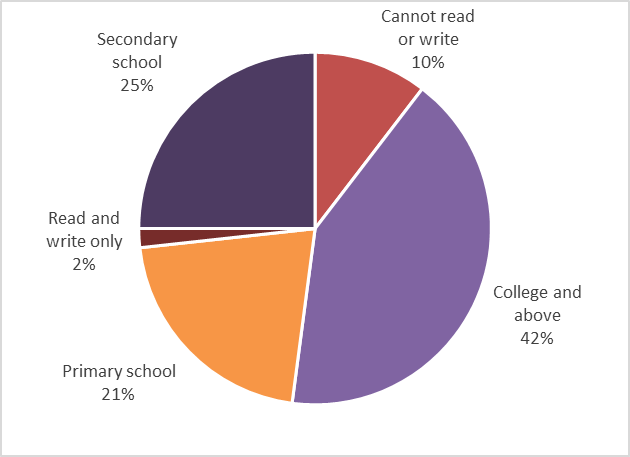 Cannot read
or write
10%
Secondary
school
25%
Read and
write only
2%
College and
above
42%
Primary school
21%